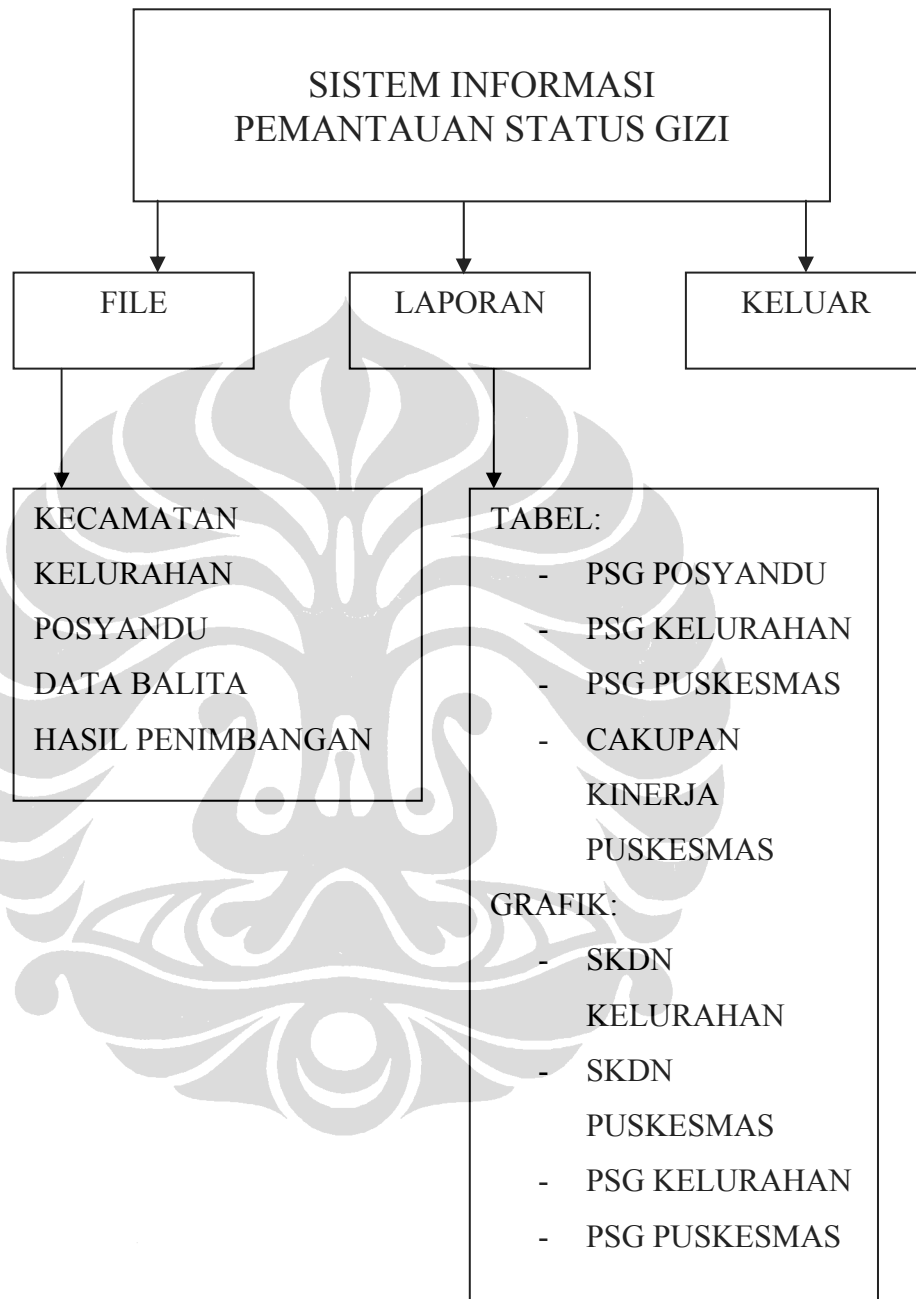 SISTEM INFORMASI
PEMANTAUAN STATUS GIZI
FILE
LAPORAN
KELUAR
KECAMATAN
KELURAHAN
POSYANDU
DATA BALITA
HASIL PENIMBANGAN
TABEL:
- PSG POSYANDU
- PSG KELURAHAN
- PSG PUSKESMAS
- CAKUPAN
KINERJA
PUSKESMAS
GRAFIK:
- SKDN
KELURAHAN
- SKDN
PUSKESMAS
- PSG KELURAHAN
- PSG PUSKESMAS